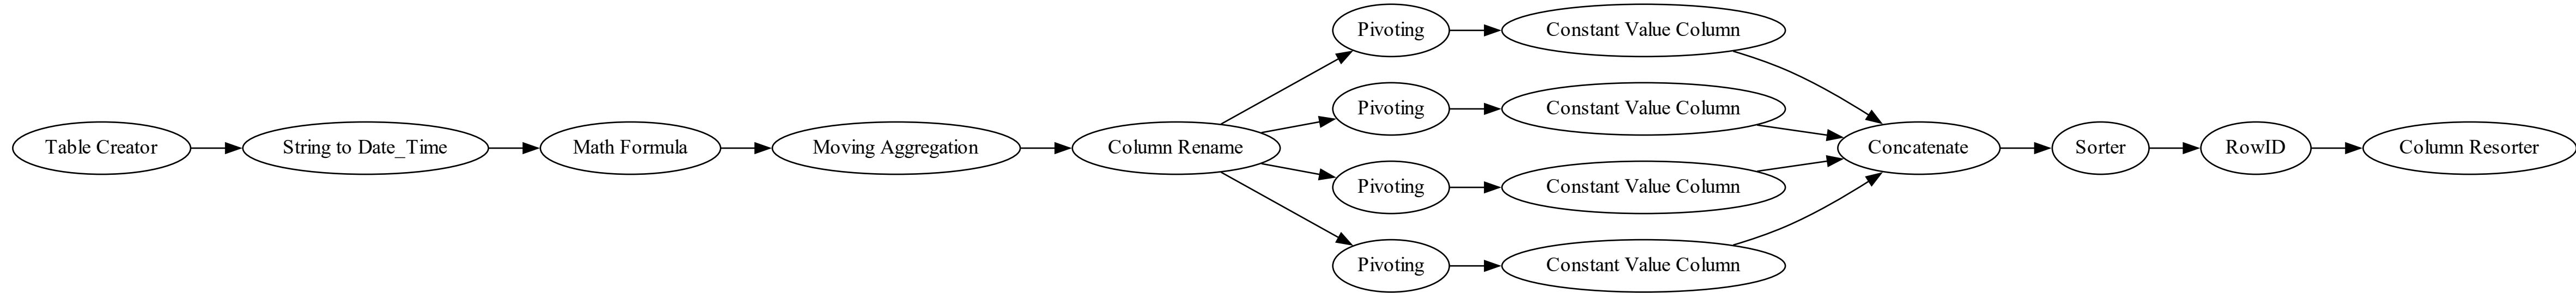 Table Creator
String to Date_Time
Math Formula
Moving Aggregation
Column Rename
Pivoting
Constant Value Column
Pivoting
Constant Value Column
Pivoting
Constant Value Column
Pivoting
Constant Value Column
Concatenate
Sorter
RowID
Column Resorter